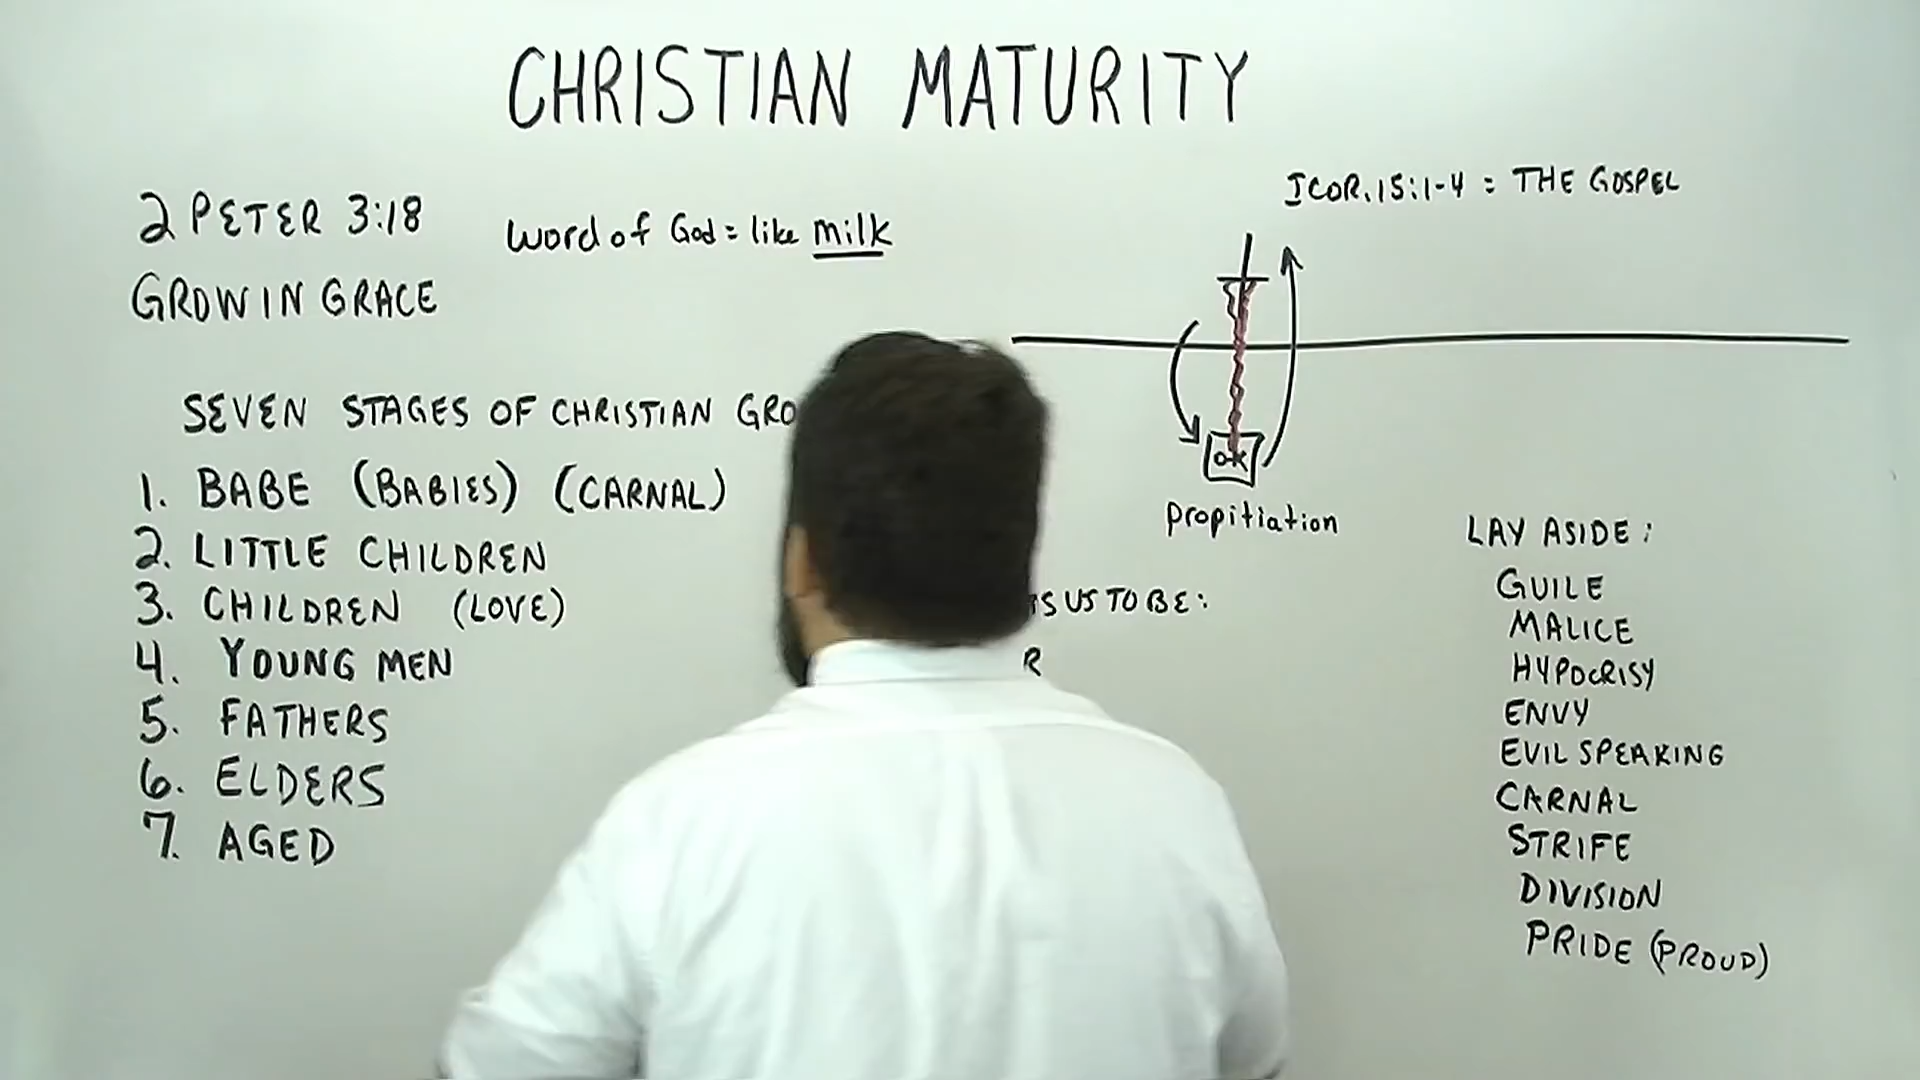 CHRISTIAN MATURITY
2 PETER 3:18
GROW IN GRACE
word of God = like milk
SEVEN STAGES OF CHRISTIAN GRO
1. BABE (BABIES) (CARNAL)
2. LITTLE CHILDREN
3. CHILDREN (LOVE)
4. YOUNG MEN
5. FATHERS
6. ELDERS
7. AGED
I COR. 15:1-4 = THE GOSPEL
OK
propitiation
US TO BE:
R
LAY ASIDE:
GUILE
MALICE
HYPOCRISY
ENVY
EVIL SPEAKING
CARNAL
STRIFE
DIVISION
PRIDE (PROUD)